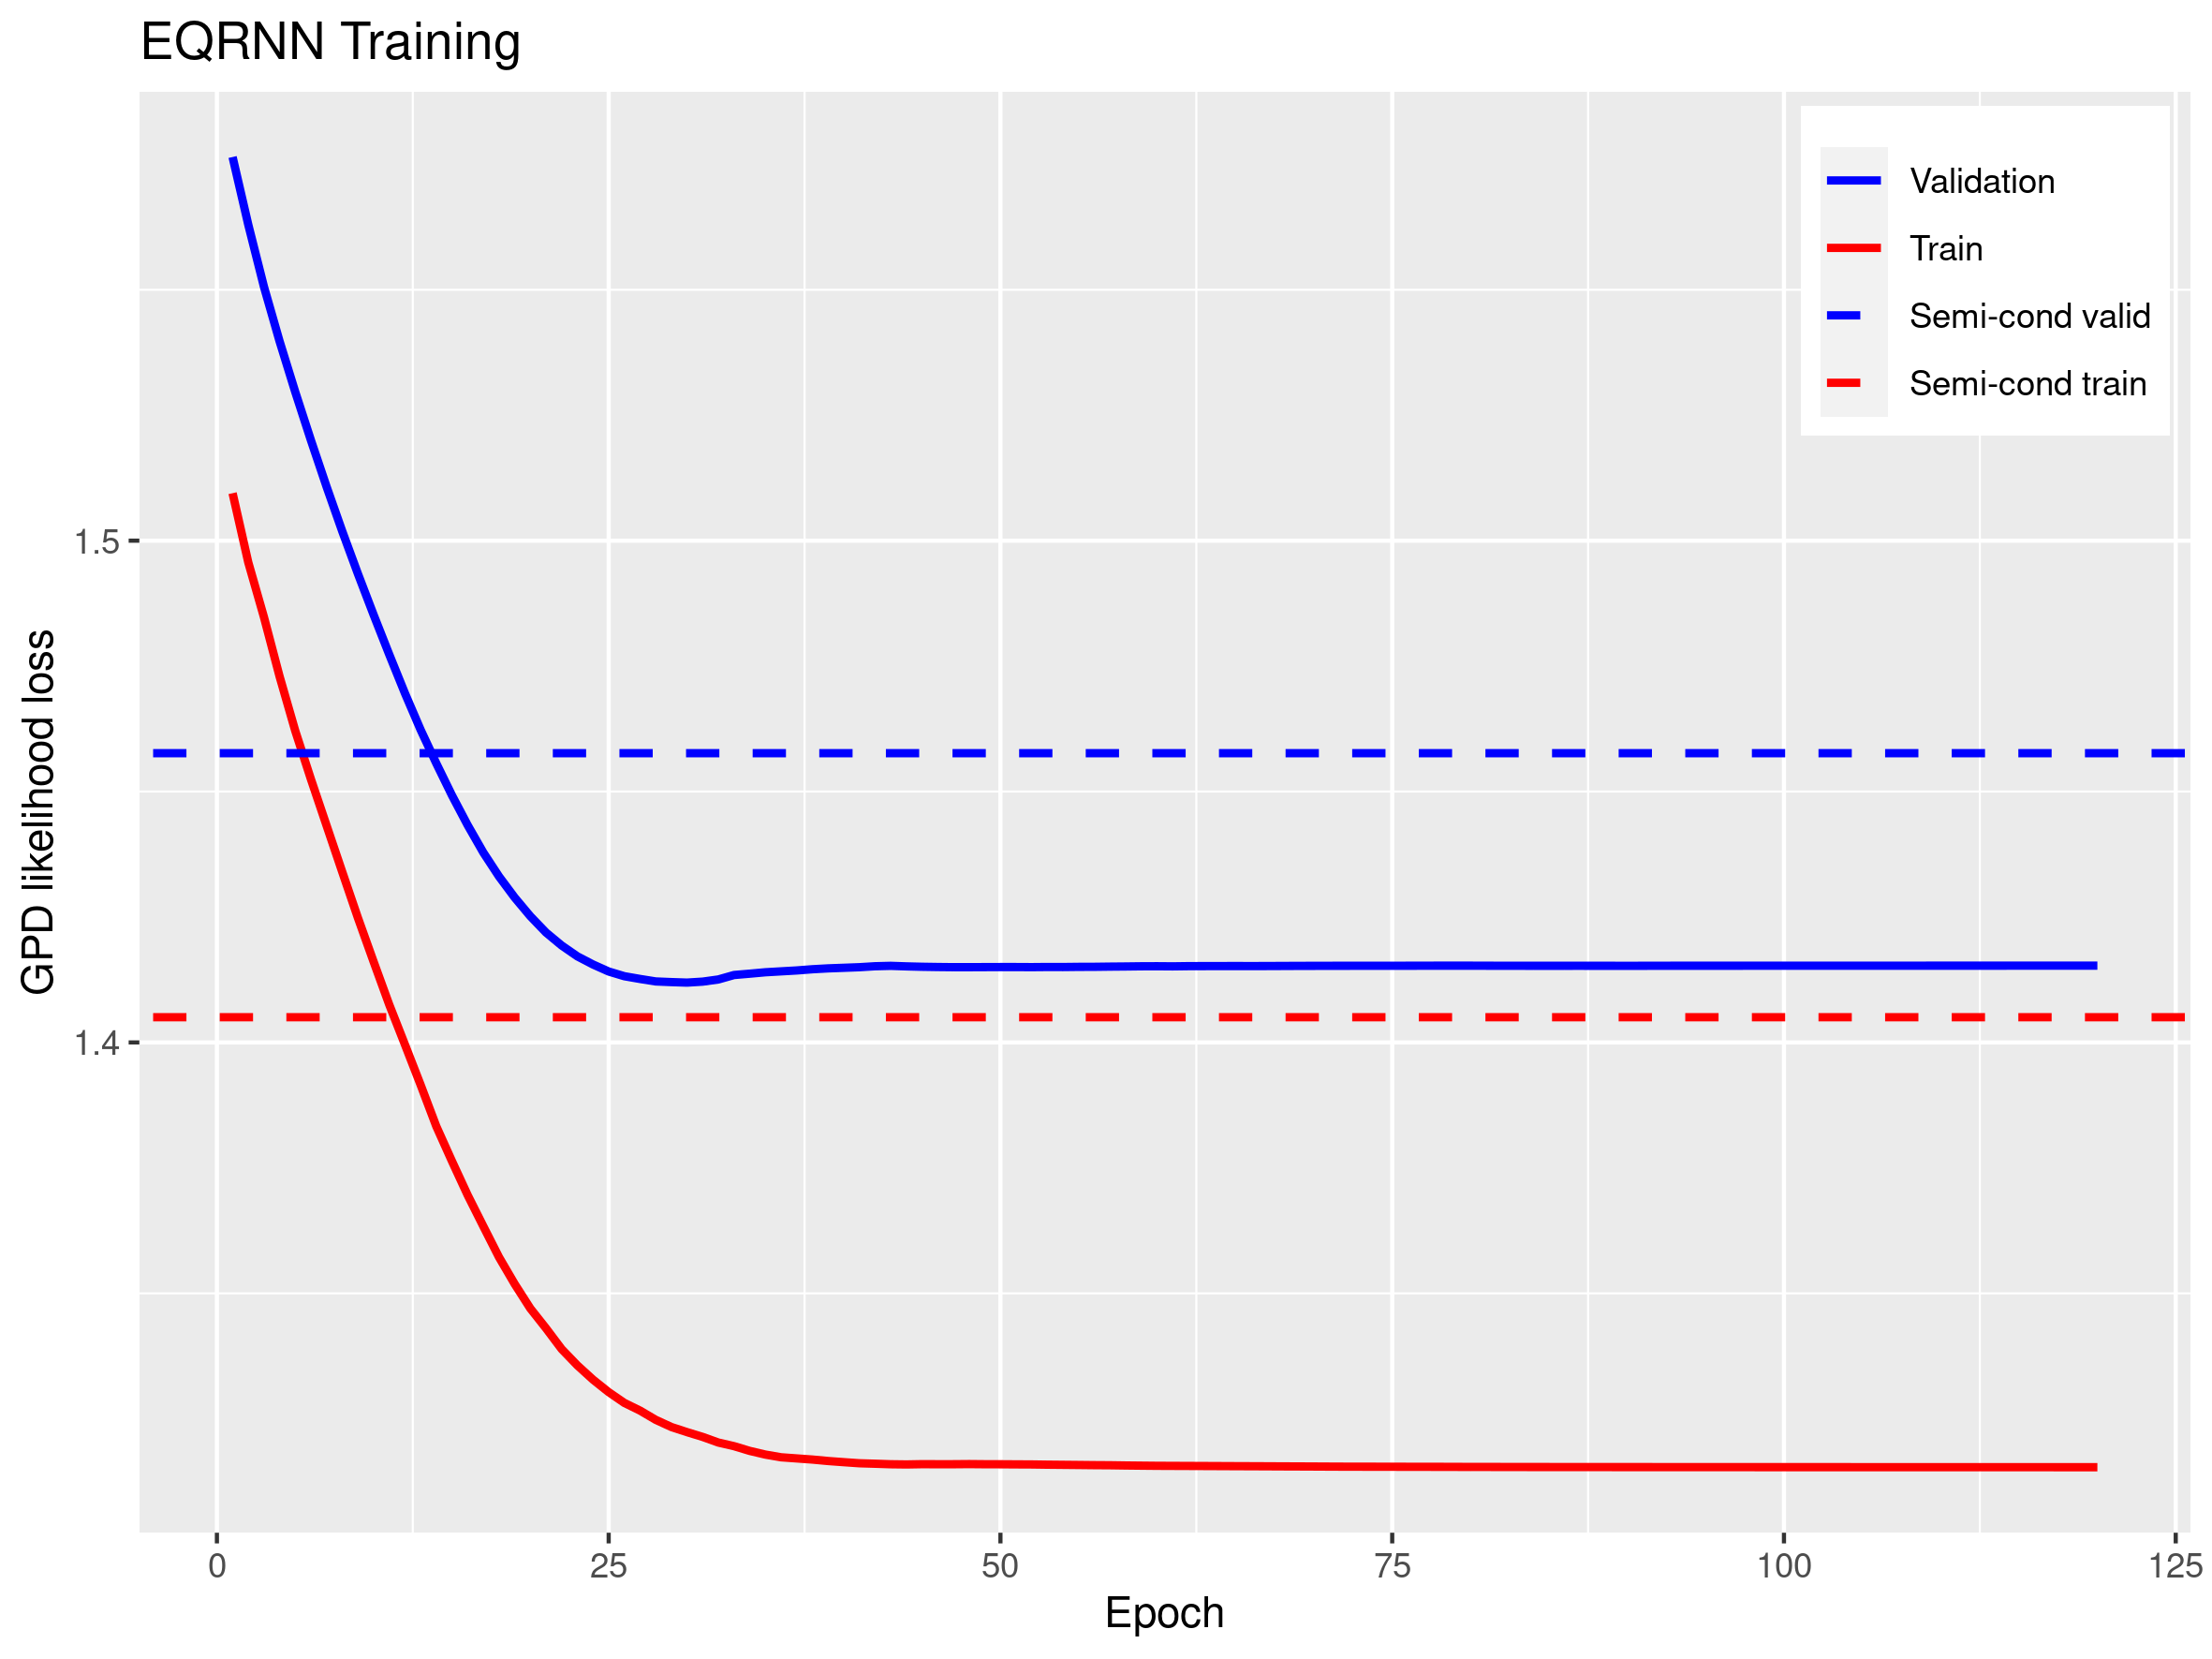 EQRNN Training
Validation
Train
Semi-cond valid
Semi-cond train
GPD likelihood loss
1.5
1.4
0 25 50 75 100 125
Epoch